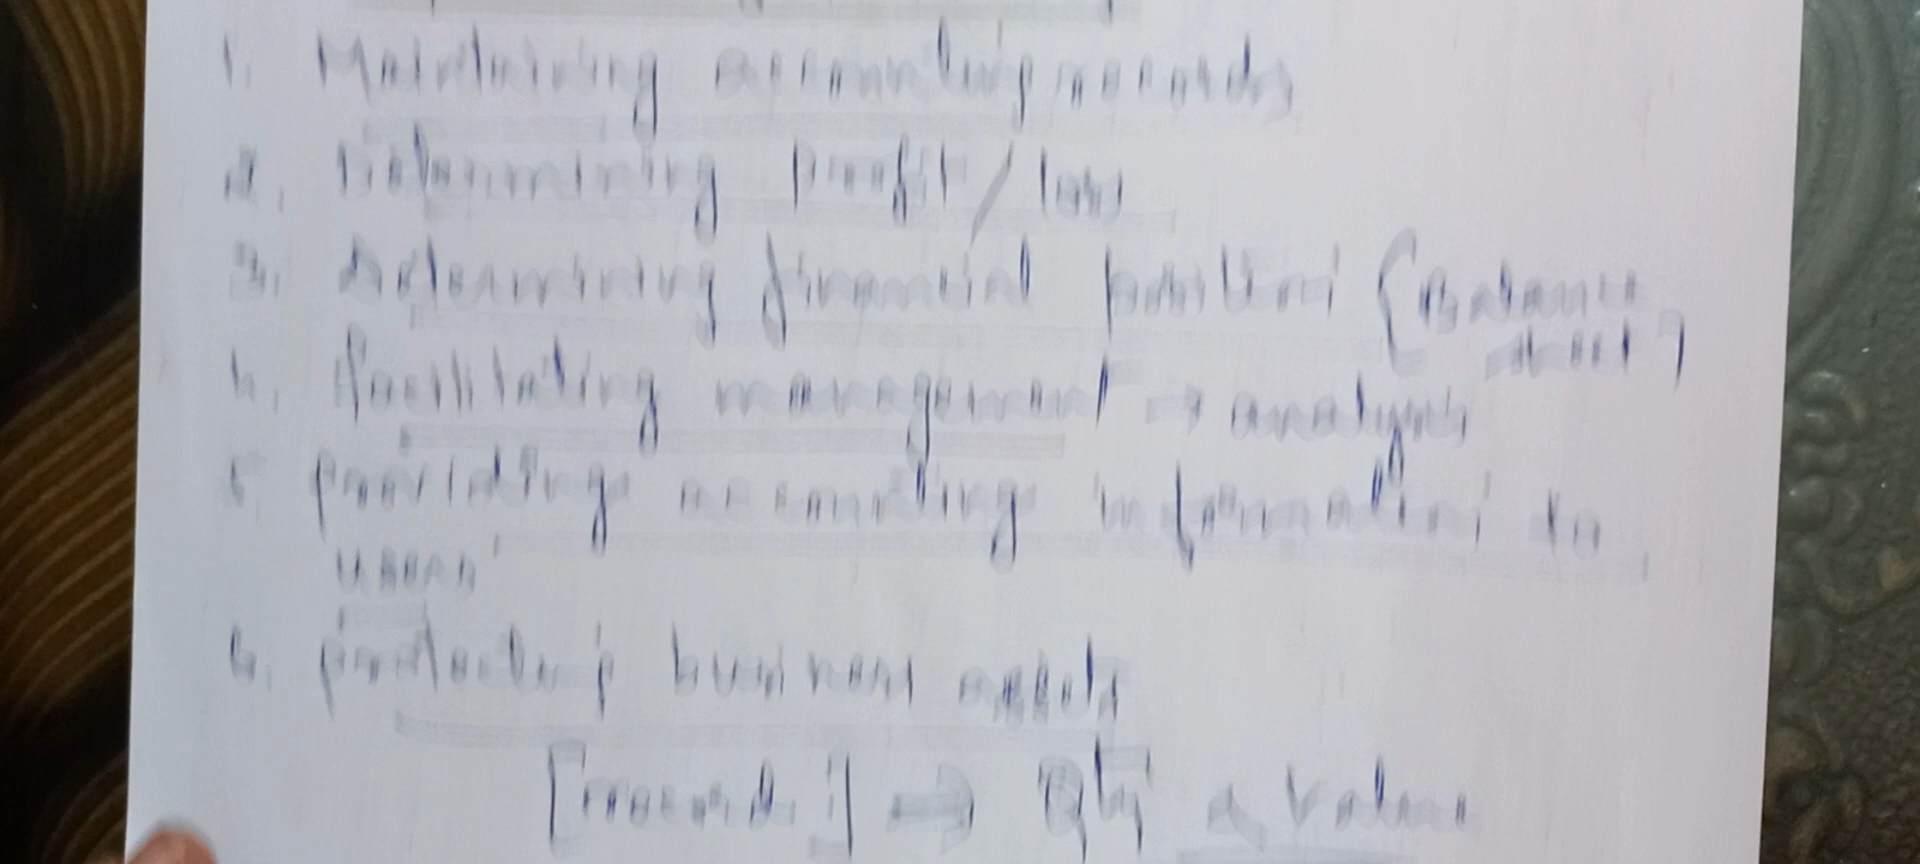 1. Maintaining accounting records
2. Determining profit / loss
3. Determining financial position (Balance
sheet)
4. facilitating management → analysis
5. providing accounting information to
users
6. protecting business assets
[record] → Qty & Value